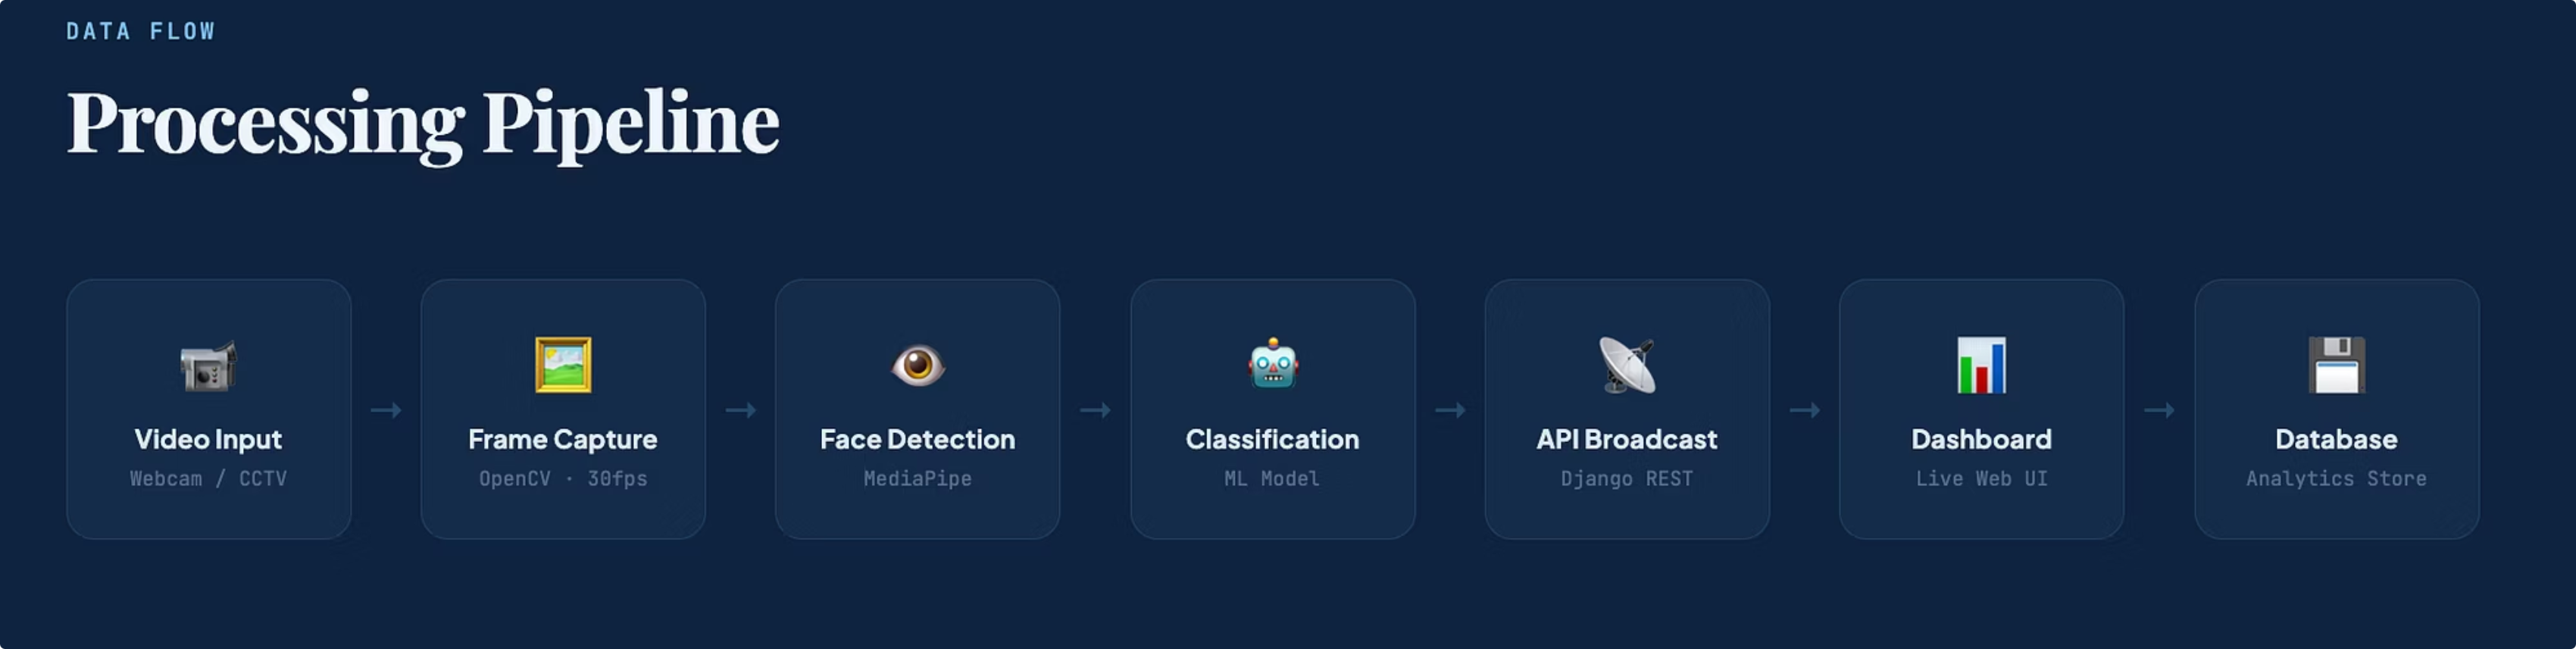 DATA FLOW
Processing Pipeline
Video Input
Webcam / CCTV
Frame Capture
OpenCV · 30fps
Face Detection
MediaPipe
Classification
ML Model
API Broadcast
Django REST
Dashboard
Live Web UI
Database
Analytics Store